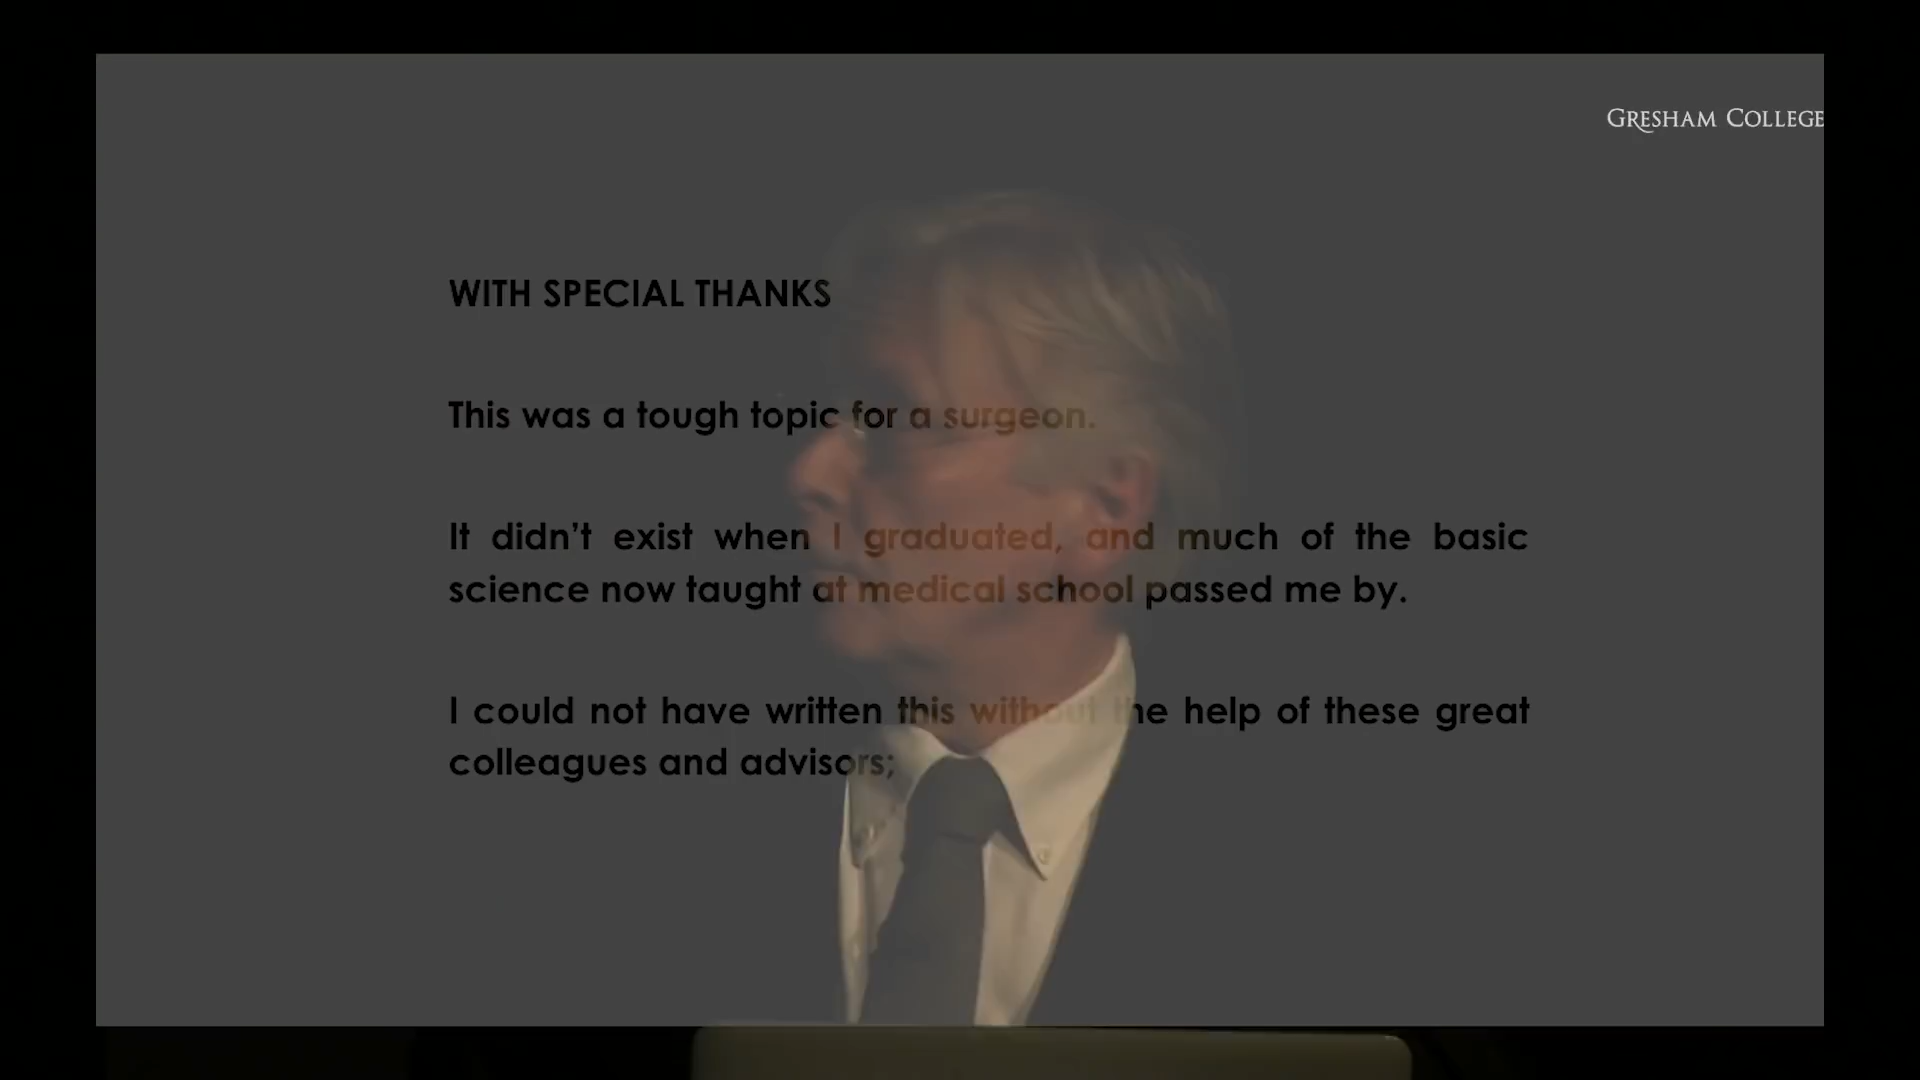 GRESHAM COLLEGE
WITH SPECIAL THANKS
This was a tough topic for a surgeon.
It didn't exist when I graduated, and much of the basic
science now taught at medical school passed me by.
I could not have written this without the help of these great
colleagues and advisors;